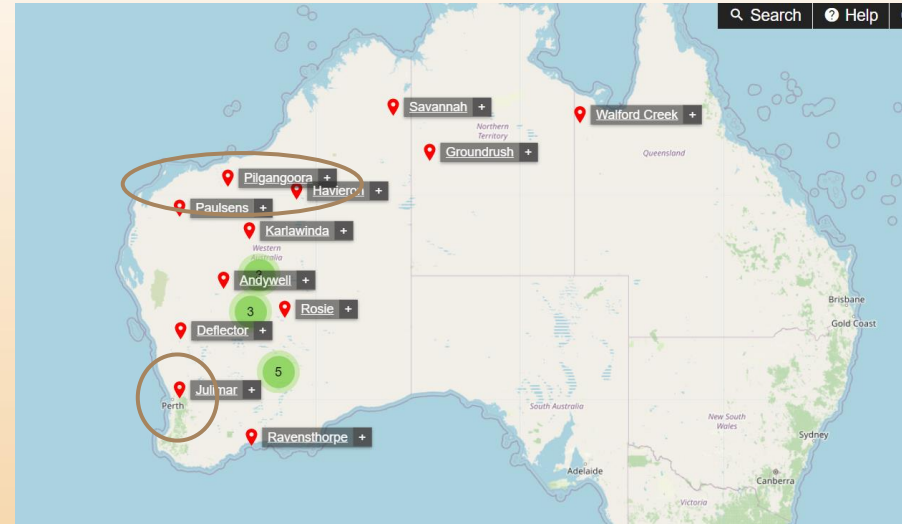 Search Help
Savannah +
Walford Creek +
Northern
Territory
Groundrush +
Queensland
Pilgangoora +
Havieron +
Paulsens +
Karlawinda +
Western
Australia
Andywell +
3
Rosie +
Brisbane
Gold Coast
Deflector +
5
Julimar +
Perth
South Australia
New South
Wales
Ravensthorpe +
Sydney
Adelaide
Canberra
Victoria